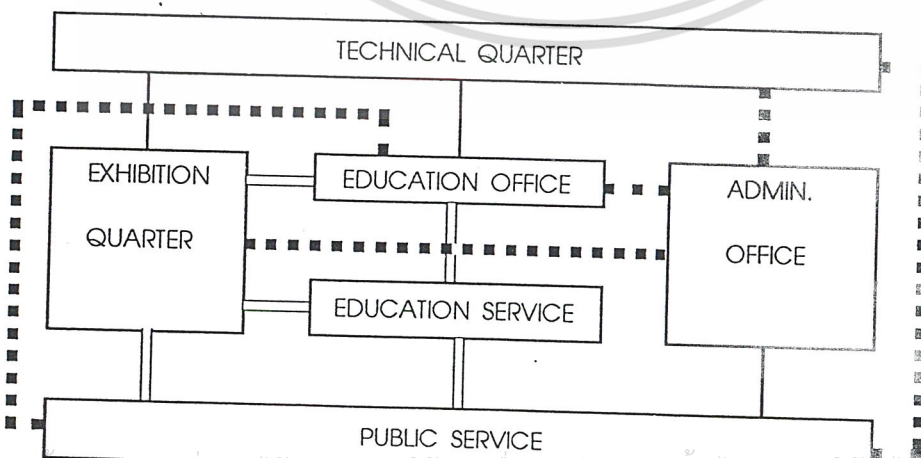 TECHNICAL QUARTER
EXHIBITION
QUARTER
EDUCATION OFFICE
ADMIN.
OFFICE
EDUCATION SERVICE
PUBLIC SERVICE